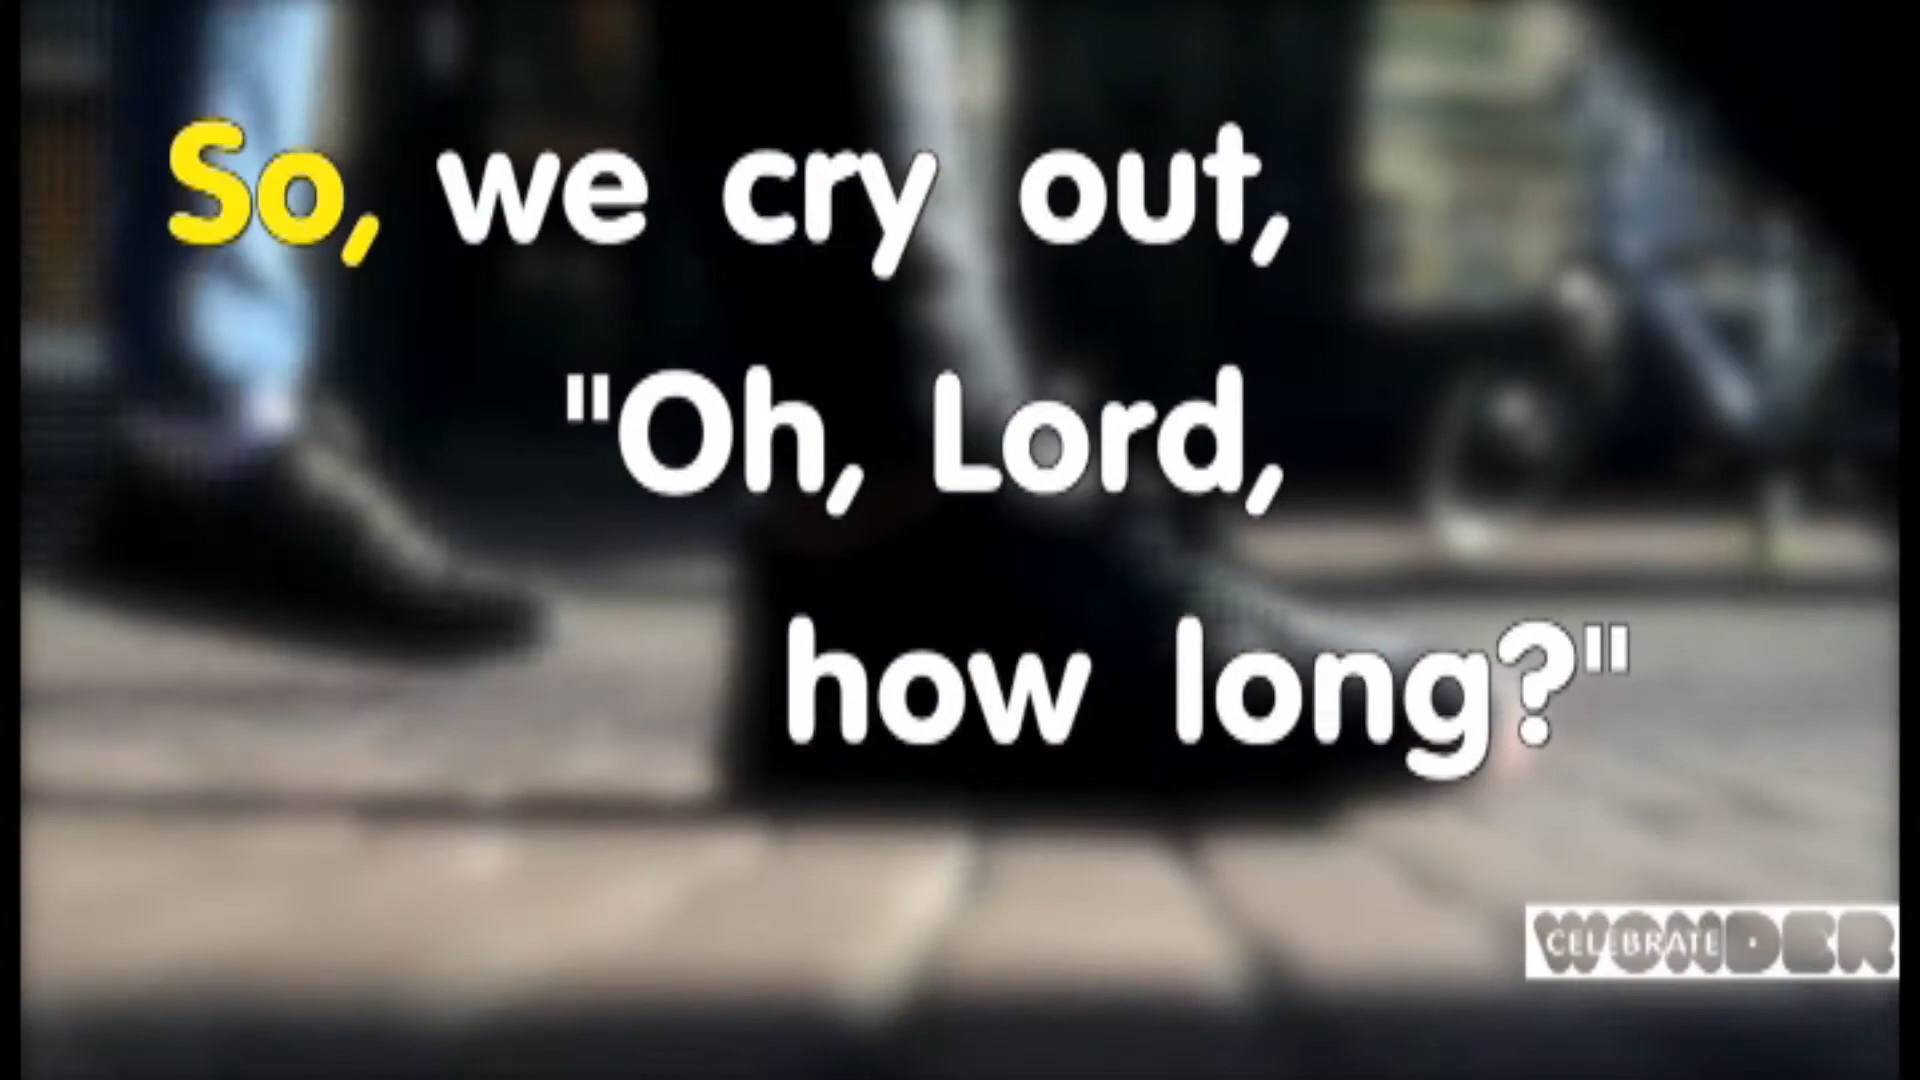 So, we cry out,
"Oh, Lord,
how long?"
CELEBRATE WONDER